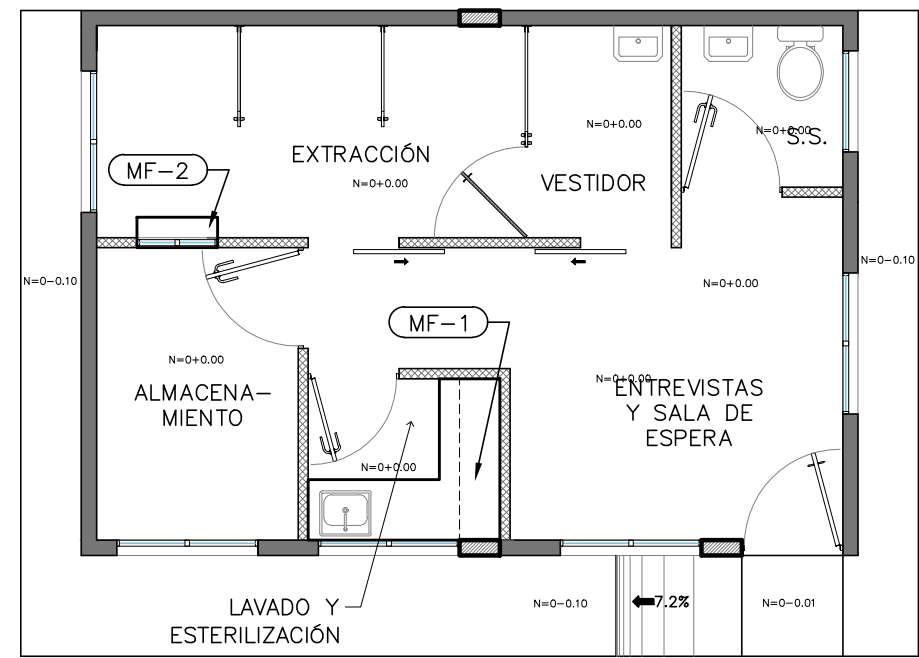 N=0+0.00
N=0+0.00
S.S.
EXTRACCIÓN
MF-2
N=0+0.00
VESTIDOR
N=0-0.10
N=0-0.10
N=0+0.00
MF-1
N=0+0.00
N=0+0.00
ALMACENA-
MIENTO
ENTREVISTAS
Y SALA DE
ESPERA
N=0+0.00
N=0-0.10
7.2%
N=0-0.01
LAVADO Y
ESTERILIZACIÓN